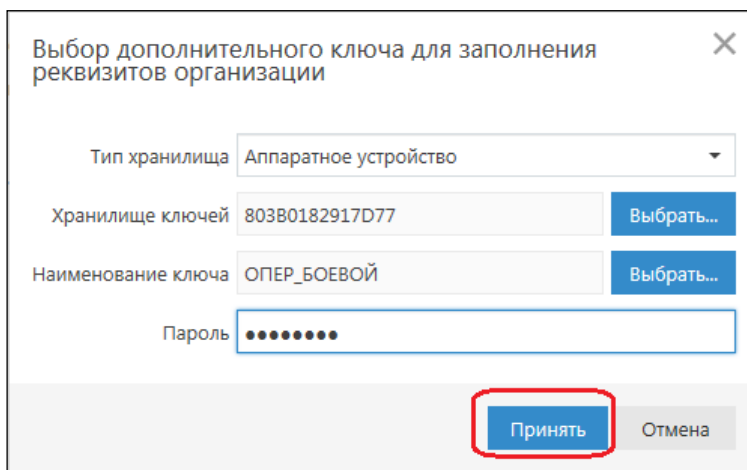 Выбор дополнительного ключа для заполнения
реквизитов организации
Тип хранилища Аппаратное устройство
Хранилище ключей 803B0182917D77 Выбрать...
Наименование ключа ОПЕР_БОЕВОЙ Выбрать...
Пароль ●●●●●●●●
Принять Отмена